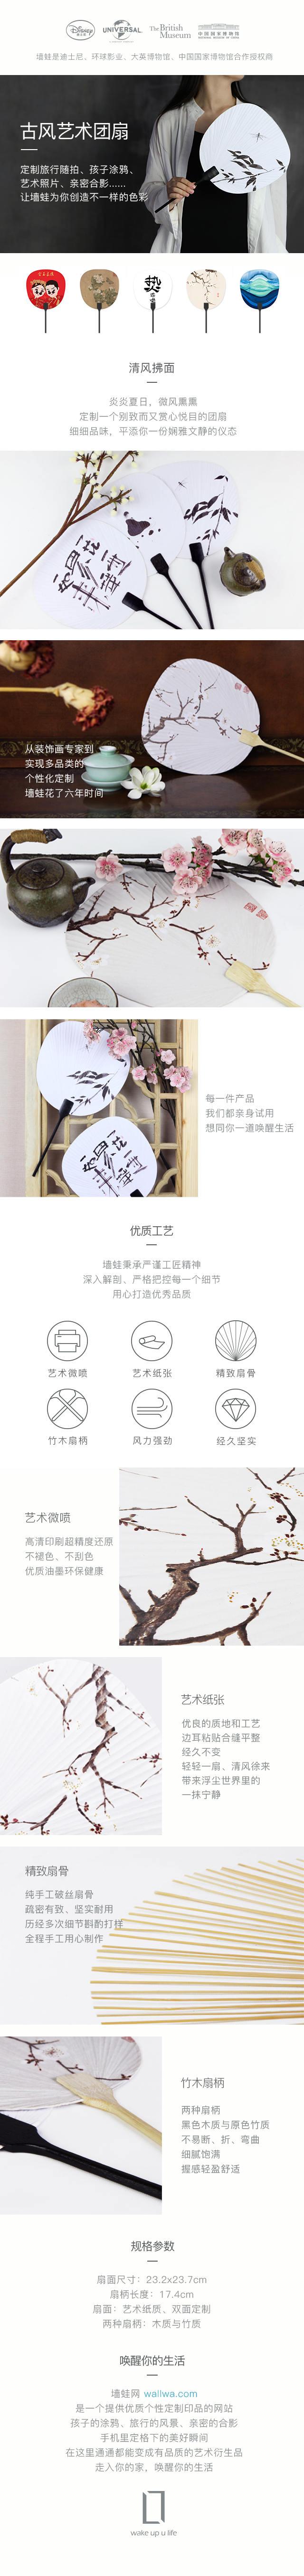 Disney
迪士尼
UNIVERSAL
The British
Museum
中国国家博物馆
墙蛙是迪士尼、环球影业、大英博物馆、中国国家博物馆合作授权商
古风艺术团扇
定制旅行随拍、孩子涂鸦、
艺术照片、亲密合影......
让墙蛙为你创造不一样的色彩
清风拂面
炎炎夏日，微风熏熏
定制一个别致而又赏心悦目的团扇
细细品味，平添你一份娴雅文静的仪态
从装饰画专家到
实现多品类的
个性化定制
墙蛙花了六年时间
每一件产品
我们都亲身试用
想同你一道唤醒生活
优质工艺
墙蛙秉承严谨工匠精神
深入解剖、严格把控每一个细节
用心打造优秀品质
艺术微喷
艺术纸张
精致扇骨
竹木扇柄
风力强劲
经久坚实
艺术微喷
高清印刷超精度还原
不褪色、不刮色
优质油墨环保健康
艺术纸张
优良的质地和工艺
边耳粘贴合缝平整
经久不变
轻轻一扇、清风徐来
带来浮尘世界里的
一抹宁静
精致扇骨
纯手工破丝扇骨
疏密有致、坚实耐用
历经多次细节斟酌打样
全程手工用心制作
竹木扇柄
两种扇柄
黑色木质与原色竹质
不易断、折、弯曲
细腻饱满
握感轻盈舒适
规格参数
扇面尺寸：23.2x23.7cm
扇柄长度：17.4cm
扇面：艺术纸质、双面定制
两种扇柄：木质与竹质
唤醒你的生活
墙蛙网 wallwa.com
是一个提供优质个性定制印品的网站
孩子的涂鸦、旅行的风景、亲密的合影
手机里定格下的美好瞬间
在这里通通都能变成有品质的艺术衍生品
走入你的家，唤醒你的生活
wake up u life